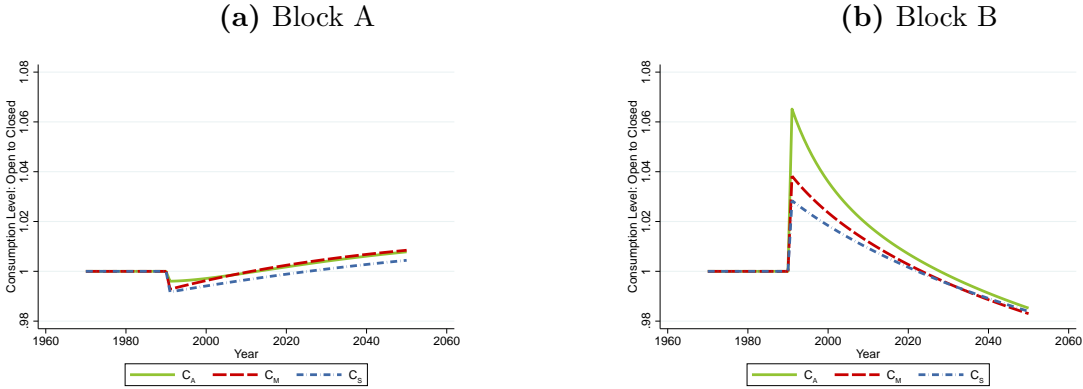 (a) Block A
Consumption Level: Open to Closed
1.08
1.06
1.04
1.02
1
.98
1960
1980
2000
2020
2040
2060
Year
C_A
C_M
C_S
(b) Block B
Consumption Level: Open to Closed
1.08
1.06
1.04
1.02
1
.98
1960
1980
2000
2020
2040
2060
Year
C_A
C_M
C_S